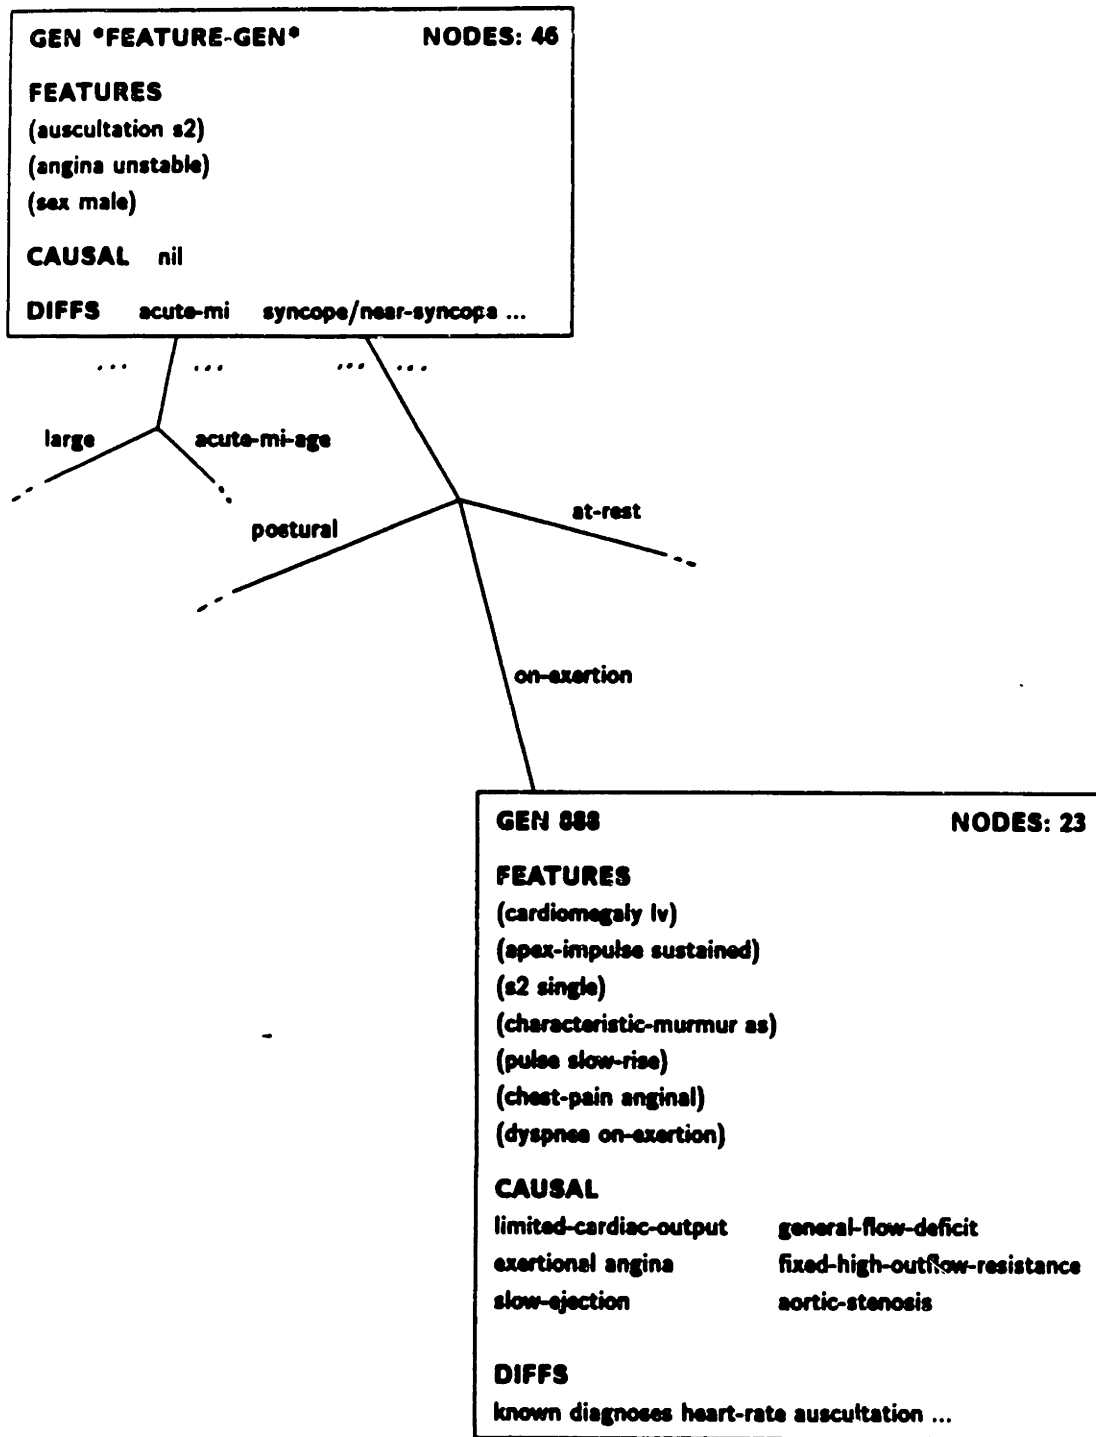 GEN *FEATURE-GEN* NODES: 46
FEATURES
(auscultation s2)
(angina unstable)
(sex male)
CAUSAL nil
DIFFS acute-mi syncope/near-syncope ...
... ... ... ...
large acute-mi-age
postural at-rest
on-exertion
GEN 888 NODES: 23
FEATURES
(cardiomegaly lv)
(apex-impulse sustained)
(s2 single)
(characteristic-murmur as)
(pulse slow-rise)
(chest-pain anginal)
(dyspnea on-exertion)
CAUSAL
limited-cardiac-output general-flow-deficit
exertional angina fixed-high-outflow-resistance
slow-ejection aortic-stenosis
DIFFS
known diagnoses heart-rate auscultation ...